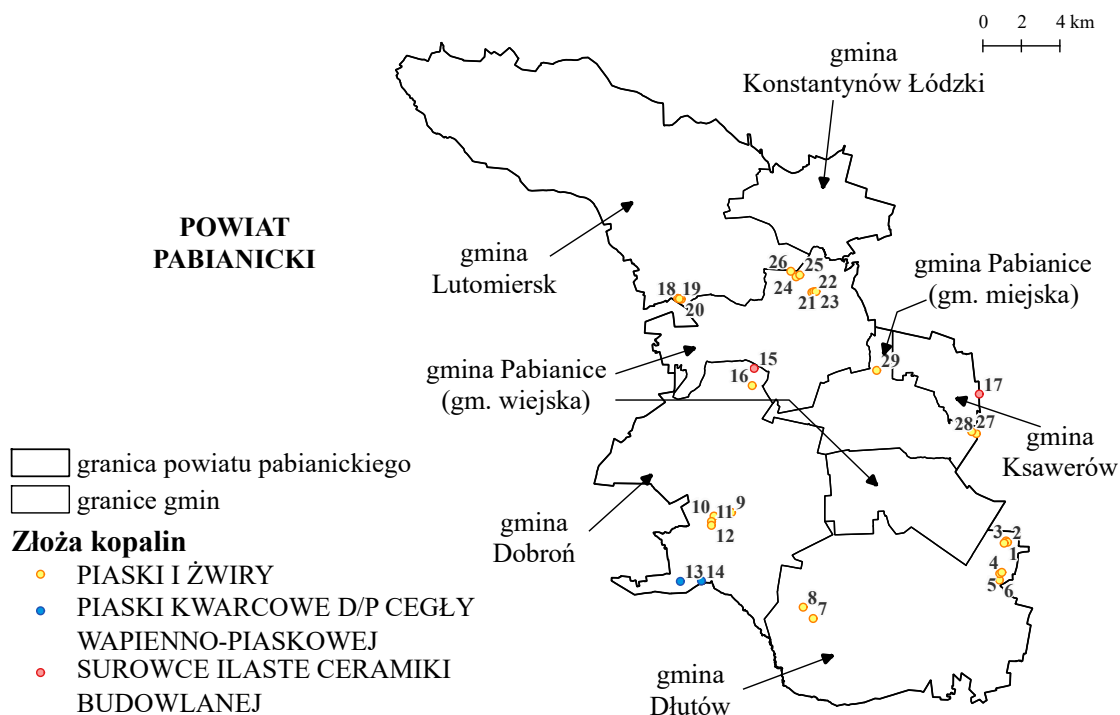 0 2 4 km
gmina
Konstantynów Łódzki
POWIAT
PABIANICKI
gmina
Lutomiersk
26 25
24 22
21 23
18 19
20
gmina Pabianice
(gm. miejska)
gmina Pabianice
(gm. wiejska)
15
16
29
17
28 27
gmina
Ksawerów
granica powiatu pabianickiego
granice gmin
gmina
Dobroń
10 11 9
12
13 14
3 2
1
4
5 6
8
7
gmina
Dłutów
Złoża kopalin
PIASKI I ŻWIRY
PIASKI KWARCOWE D/P CEGŁY
WAPIENNO-PIASKOWEJ
SUROWCE ILASTE CERAMIKI
BUDOWLANEJ